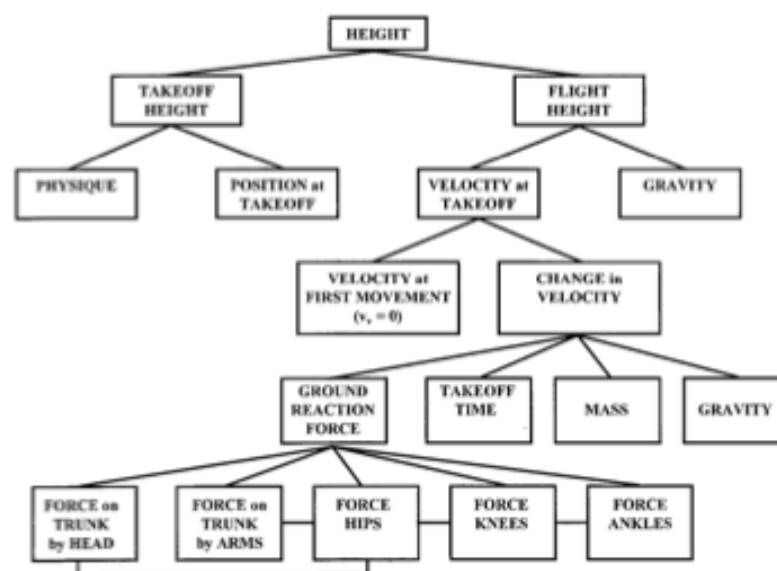 HEIGHT
TAKEOFF
HEIGHT
FLIGHT
HEIGHT
PHYSIQUE
POSITION at
TAKEOFF
VELOCITY at
TAKEOFF
GRAVITY
VELOCITY at
FIRST MOVEMENT
(vᵥ = 0)
CHANGE in
VELOCITY
GROUND
REACTION
FORCE
TAKEOFF
TIME
MASS
GRAVITY
FORCE on
TRUNK
by HEAD
FORCE on
TRUNK
by ARMS
FORCE
HIPS
FORCE
KNEES
FORCE
ANKLES